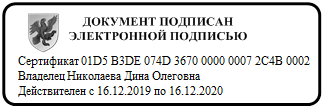 ДОКУМЕНТ ПОДПИСАН
ЭЛЕКТРОННОЙ ПОДПИСЬЮ
Сертификат 01D5 B3DE 074D 3670 0000 0007 2C4B 0002
Владелец Николаева Дина Олеговна
Действителен с 16.12.2019 по 16.12.2020